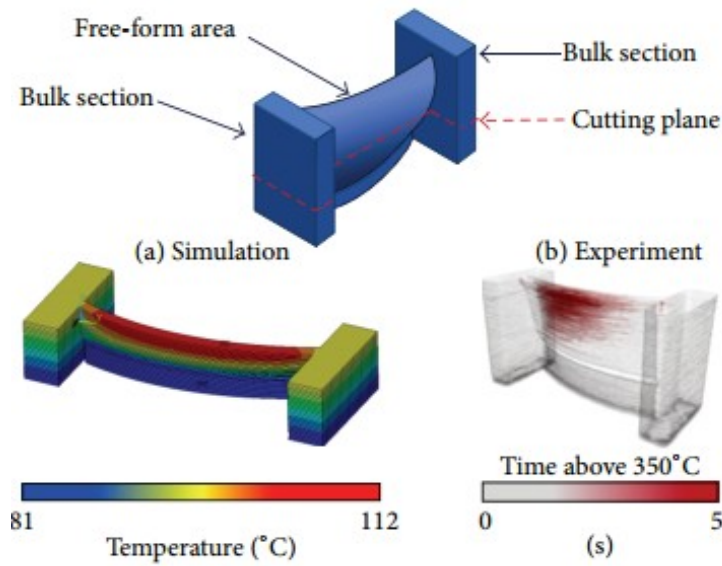 Free-form area
Bulk section
Bulk section
Cutting plane
(a) Simulation
(b) Experiment
Time above 350°C
81
112
0
5
Temperature (°C)
(s)